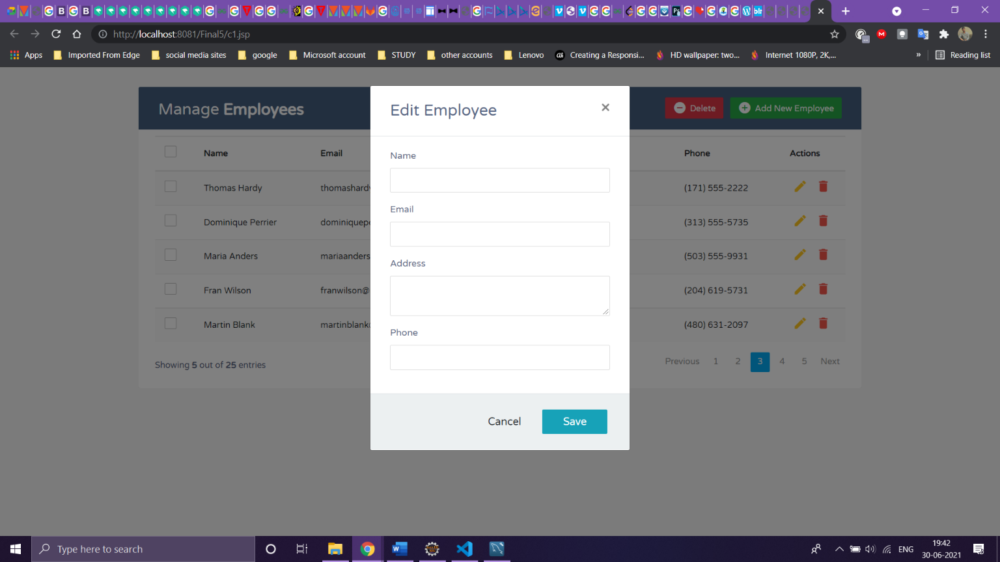 http://localhost:8081/Final5/c1.jsp
Apps Imported From Edge social media sites google Microsoft account STUDY other accounts Lenovo Creating a Responsi... HD wallpaper: two... Internet 1080P, 2K,... » Reading list
Manage Employees
Delete Add New Employee
Edit Employee
Name Email Phone Actions
Thomas Hardy thomashardy (171) 555-2222
Dominique Perrier dominiquepe (313) 555-5735
Maria Anders mariaanders (503) 555-9931
Fran Wilson franwilson@ (204) 619-5731
Martin Blank martinblank (480) 631-2097
Showing 5 out of 25 entries
Previous 1 2 3 4 5 Next
Name
Email
Address
Phone
Cancel Save
Type here to search
ENG
19:42
30-06-2021